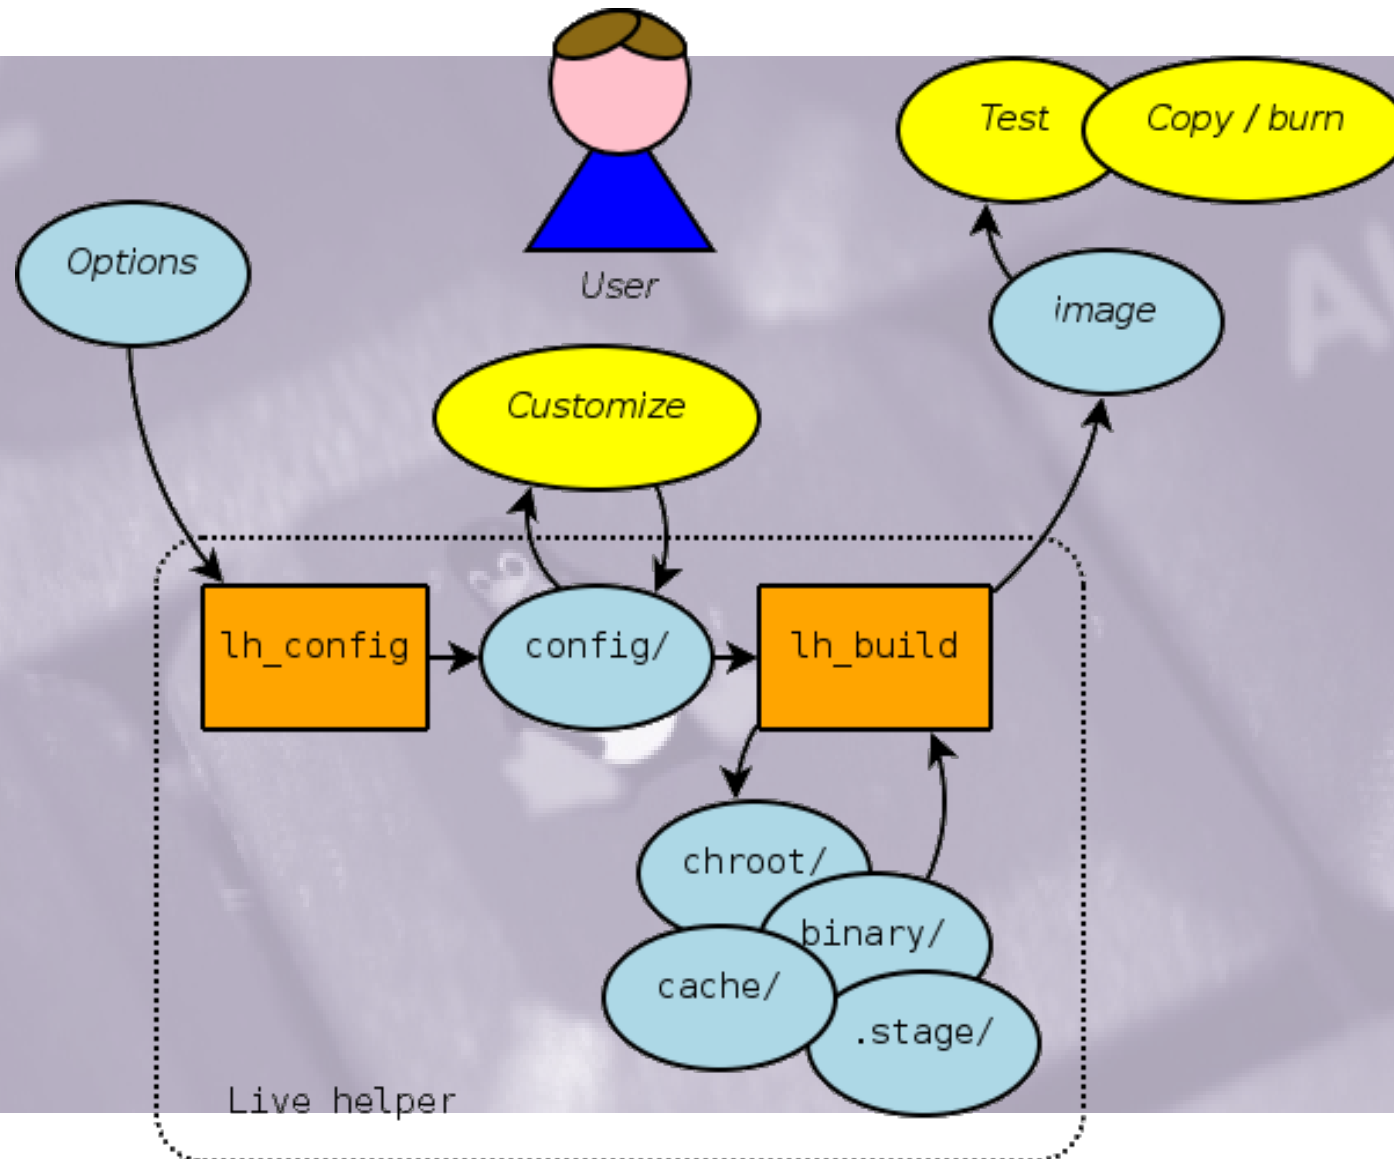 Test
Copy / burn
Options
User
image
Customize
lh_config
config/
lh_build
chroot/
binary/
cache/
.stage/
Live helper